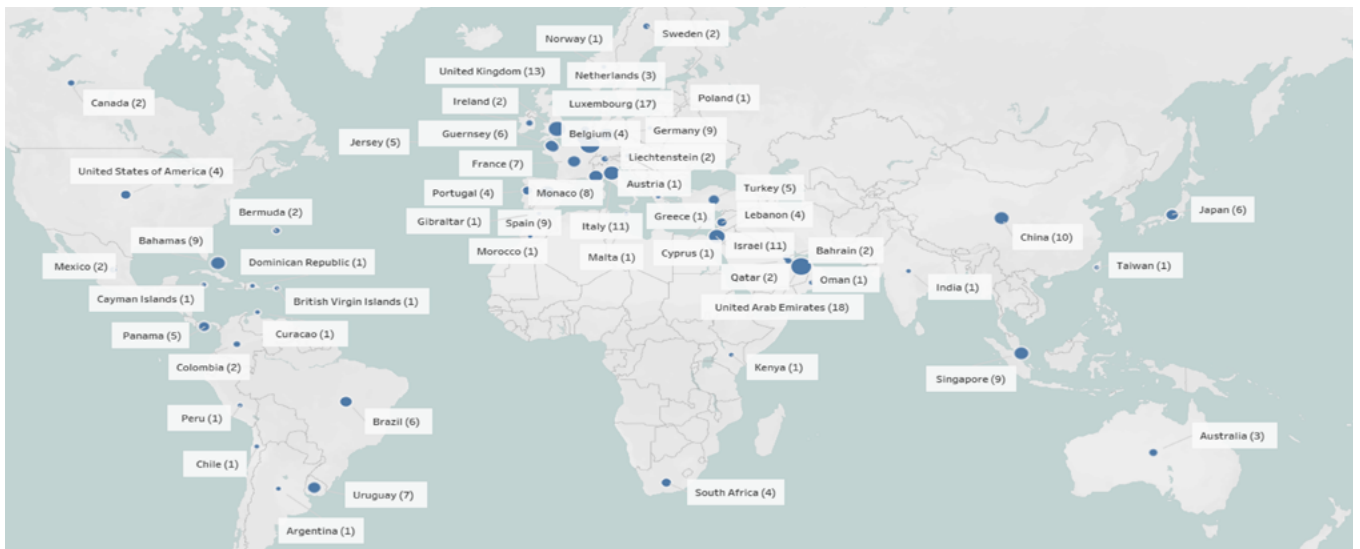 Norway (1)
Sweden (2)
United Kingdom (13)
Netherlands (3)
Canada (2)
Ireland (2)
Luxembourg (17)
Poland (1)
Jersey (5)
Guernsey (6)
Belgium (4)
Germany (9)
United States of America (4)
France (7)
Liechtenstein (2)
Portugal (4)
Monaco (8)
Austria (1)
Turkey (5)
Bermuda (2)
Gibraltar (1)
Spain (9)
Italy (11)
Greece (1)
Lebanon (4)
Japan (6)
Bahamas (9)
Morocco (1)
Malta (1)
Cyprus (1)
Israel (11)
Bahrain (2)
China (10)
Mexico (2)
Dominican Republic (1)
Qatar (2)
Oman (1)
India (1)
Taiwan (1)
Cayman Islands (1)
British Virgin Islands (1)
United Arab Emirates (18)
Panama (5)
Curacao (1)
Colombia (2)
Kenya (1)
Singapore (9)
Peru (1)
Brazil (6)
Australia (3)
Chile (1)
Uruguay (7)
South Africa (4)
Argentina (1)